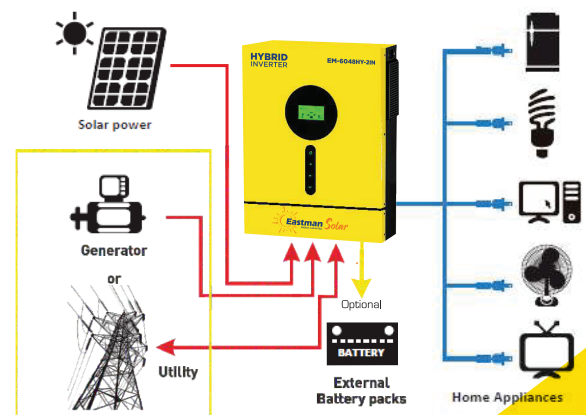 HYBRID
INVERTER
EM-6048HY-2IN
Solar power
Eastman Solar
Generator
or
Utility
Optional
BATTERY
External
Battery packs
Home Appliances